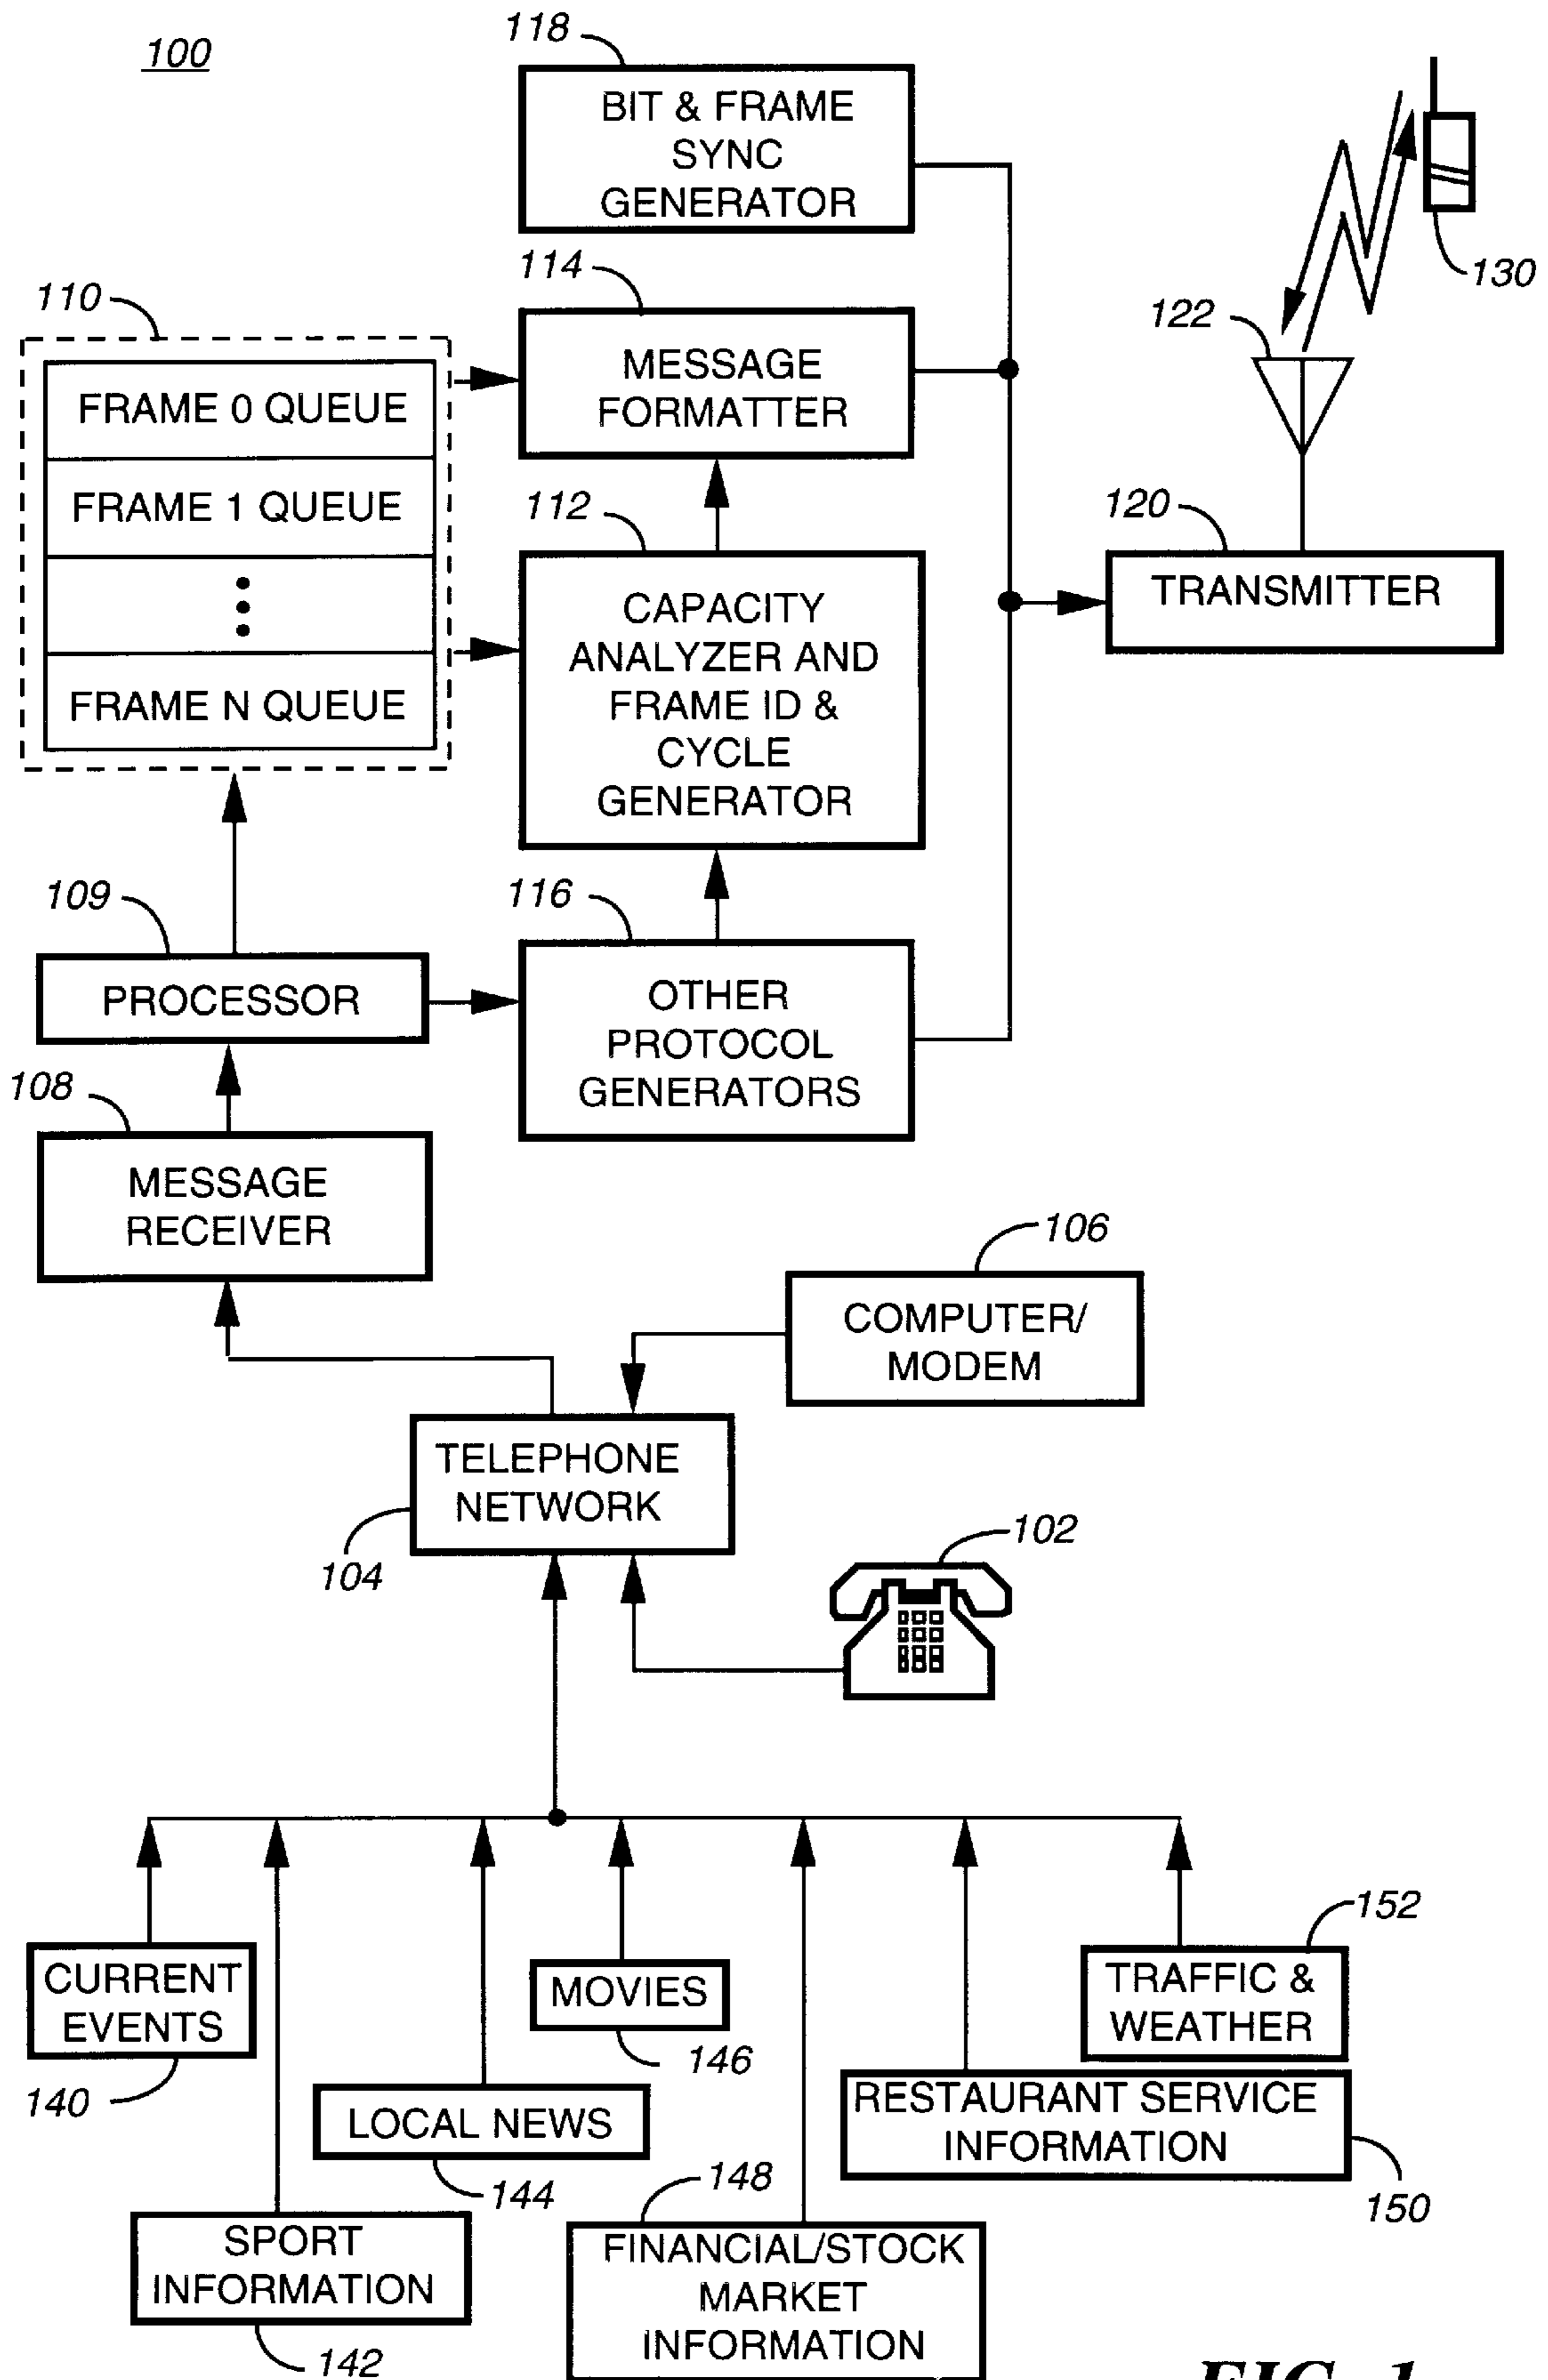 100
118
BIT & FRAME
SYNC
GENERATOR
130
114
110
122
MESSAGE
FORMATTER
FRAME 0 QUEUE
FRAME 1 QUEUE
FRAME N QUEUE
112
120
CAPACITY
ANALYZER AND
FRAME ID &
CYCLE
GENERATOR
TRANSMITTER
109
116
PROCESSOR
OTHER
PROTOCOL
GENERATORS
108
MESSAGE
RECEIVER
106
COMPUTER/
MODEM
TELEPHONE
NETWORK
104
102
152
CURRENT
EVENTS
140
MOVIES
146
TRAFFIC &
WEATHER
LOCAL NEWS
144
RESTAURANT SERVICE
INFORMATION
150
148
SPORT
INFORMATION
142
FINANCIAL/STOCK
MARKET
INFORMATION
FIG. 1